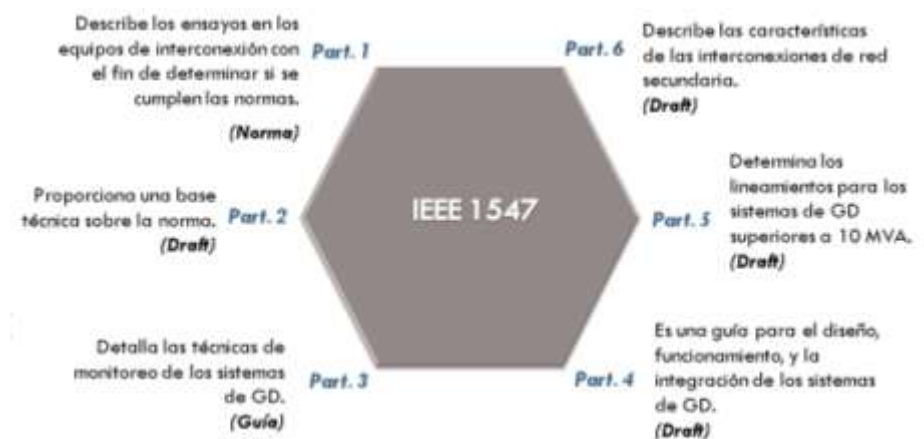 Describe los ensayos en los
equipos de interconexión con
el fin de determinar si se
cumplen las normas.
(Norma)
Part. 1
Part. 6
Describe las características
de las interconexiones de red
secundaria.
(Draft)
Proporciona una base
técnica sobre la norma.
(Draft)
Part. 2
IEEE 1547
Part. 5
Determina los
lineamientos para los
sistemas de GD
superiores a 10 MVA.
(Draft)
Detalla las técnicas de
monitoreo de los sistemas
de GD.
(Guía)
Part. 3
Part. 4
Es una guía para el diseño,
funcionamiento, y la
integración de los sistemas
de GD.
(Draft)